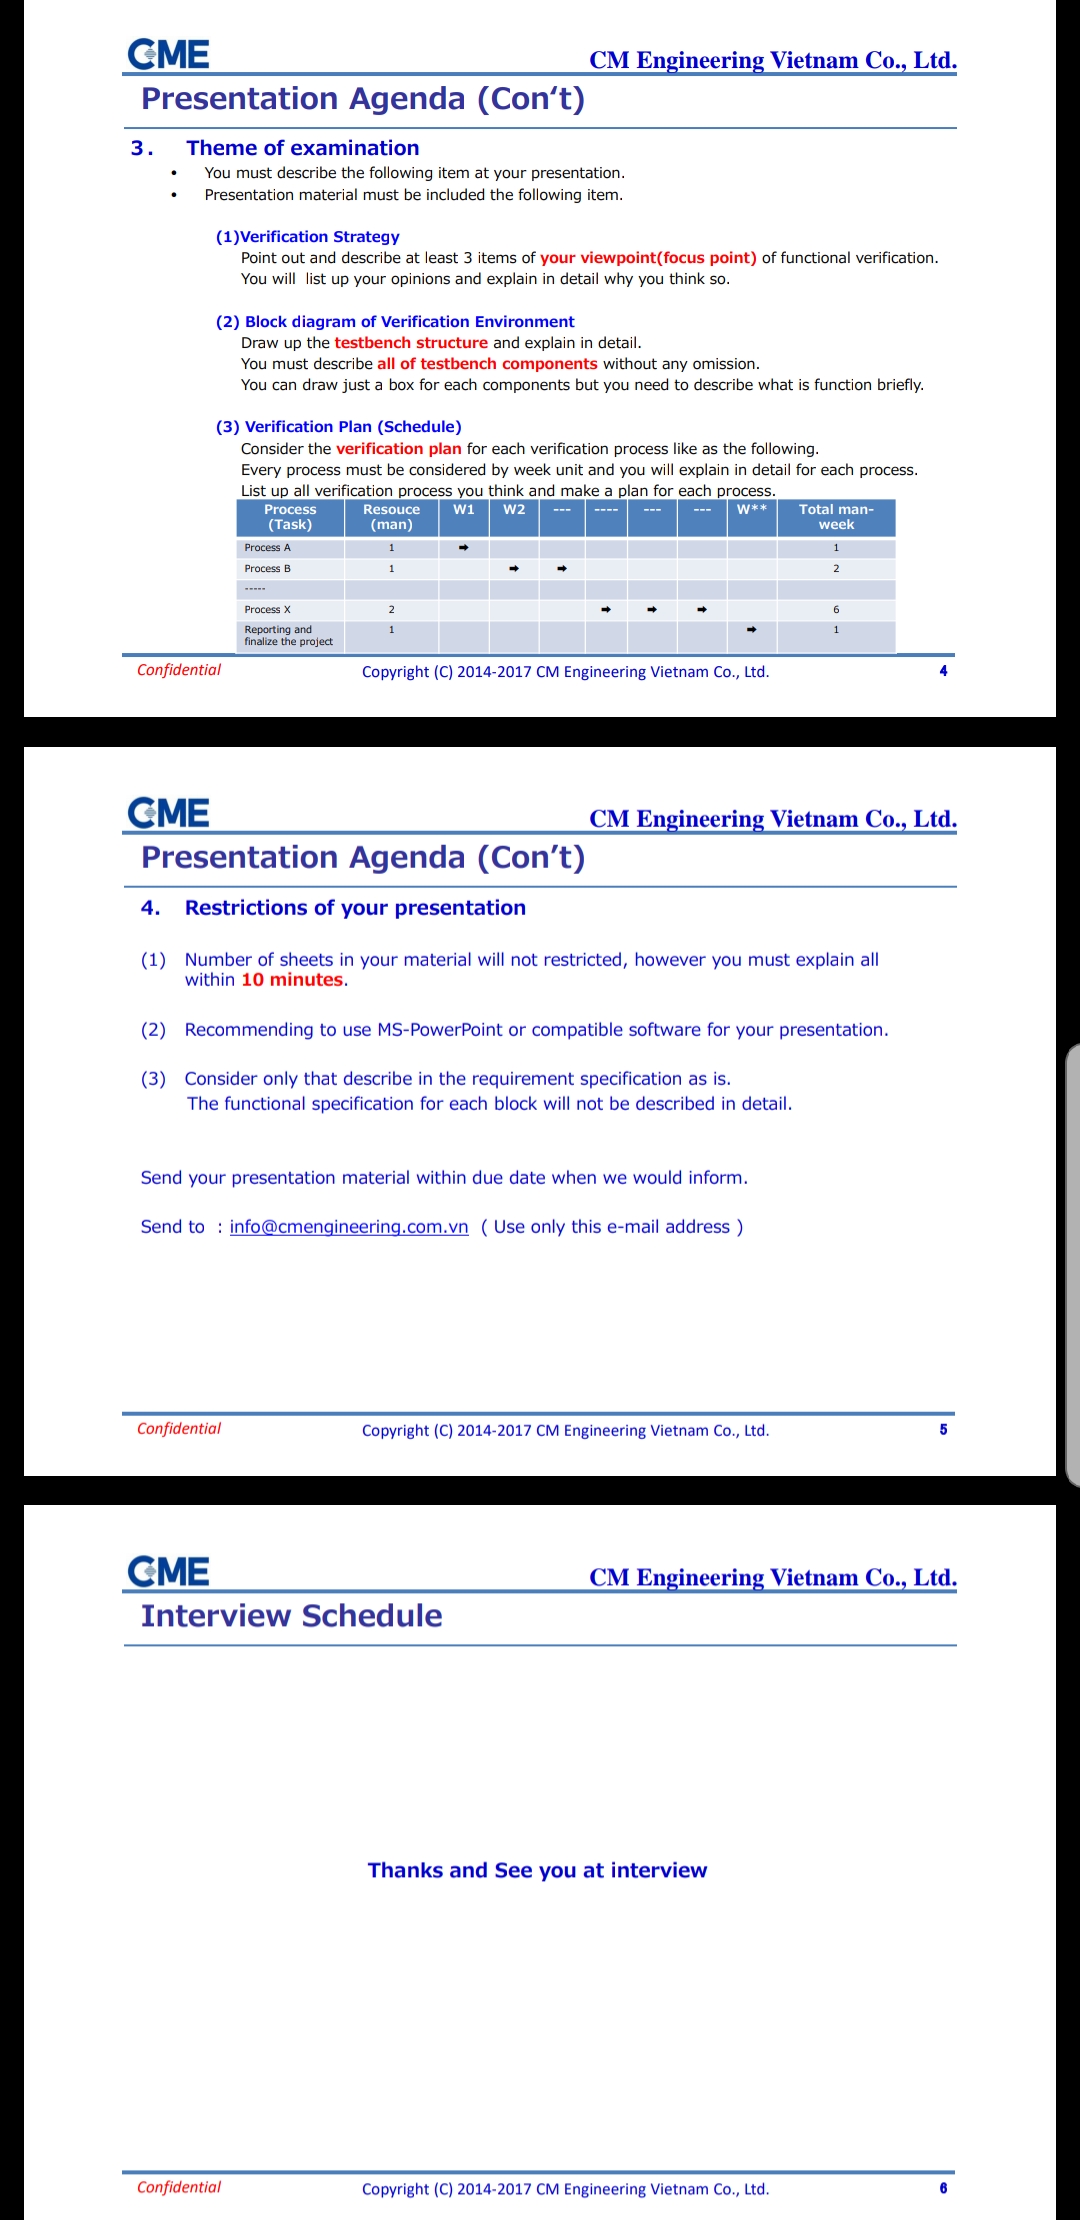 CME
CM Engineering Vietnam Co., Ltd.
Presentation Agenda (Con‘t)
3. Theme of examination
• You must describe the following item at your presentation.
• Presentation material must be included the following item.
(1)Verification Strategy
Point out and describe at least 3 items of your viewpoint(focus point) of functional verification.
You will list up your opinions and explain in detail why you think so.
(2) Block diagram of Verification Environment
Draw up the testbench structure and explain in detail.
You must describe all of testbench components without any omission.
You can draw just a box for each components but you need to describe what is function briefly.
(3) Verification Plan (Schedule)
Consider the verification plan for each verification process like as the following.
Every process must be considered by week unit and you will explain in detail for each process.
List up all verification process you think and make a plan for each process.
Process (Task) Resouce (man) W1 W2 --- ---- --- --- W** Total man-week
Process A 1 ➡ 1
Process B 1 ➡ ➡ 2
-----
Process X 2 ➡ ➡ ➡ 6
Reporting and finalize the project 1 ➡ 1
Confidential Copyright (C) 2014-2017 CM Engineering Vietnam Co., Ltd. 4
CME
CM Engineering Vietnam Co., Ltd.
Presentation Agenda (Con’t)
4. Restrictions of your presentation
(1) Number of sheets in your material will not restricted, however you must explain all
within 10 minutes.
(2) Recommending to use MS-PowerPoint or compatible software for your presentation.
(3) Consider only that describe in the requirement specification as is.
The functional specification for each block will not be described in detail.
Send your presentation material within due date when we would inform.
Send to : info@cmengineering.com.vn ( Use only this e-mail address )
Confidential Copyright (C) 2014-2017 CM Engineering Vietnam Co., Ltd. 5
CME
CM Engineering Vietnam Co., Ltd.
Interview Schedule
Thanks and See you at interview
Confidential Copyright (C) 2014-2017 CM Engineering Vietnam Co., Ltd. 6